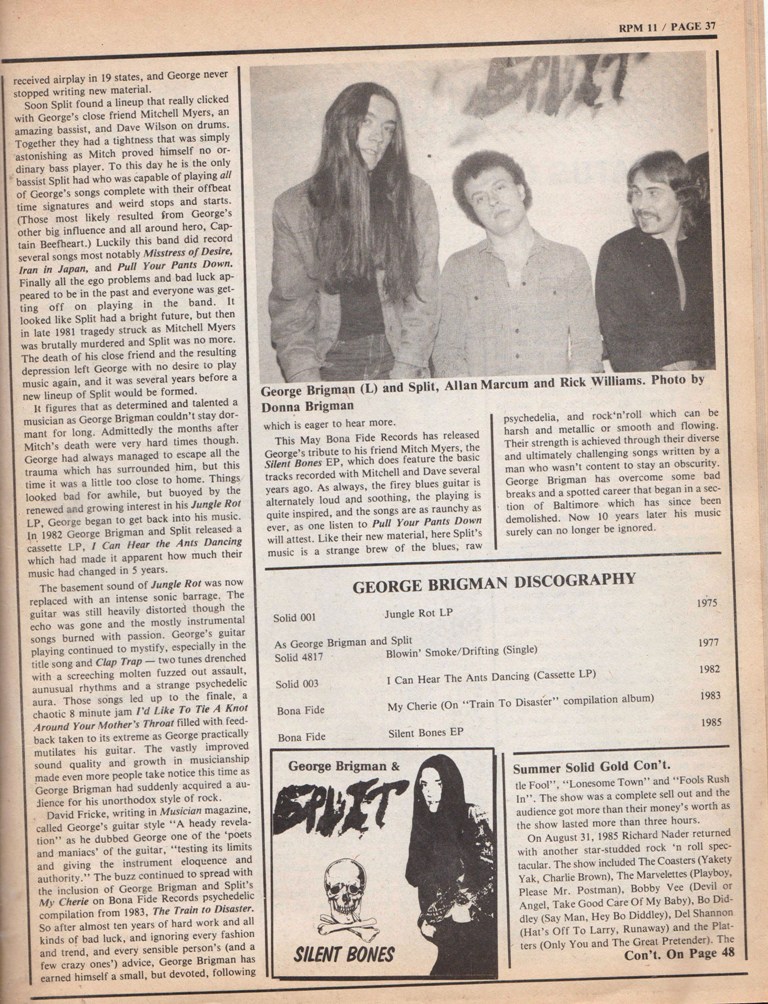 RPM 11 / PAGE 37
received airplay in 19 states, and George never
stopped writing new material.
Soon Split found a lineup that really clicked
with George's close friend Mitchell Myers, an
amazing bassist, and Dave Wilson on drums.
Together they had a tightness that was simply
astonishing as Mitch proved himself no or-
dinary bass player. To this day he is the only
bassist Split had who was capable of playing all
of George's songs complete with their offbeat
time signatures and weird stops and starts.
(Those most likely resulted from George's
other big influence and all around hero, Cap-
tain Beefheart.) Luckily this band did record
several songs most notably Misstress of Desire,
Iran in Japan, and Pull Your Pants Down.
Finally all the ego problems and bad luck ap-
peared to be in the past and everyone was get-
ting off on playing in the band. It
looked like Split had a bright future, but then
in late 1981 tragedy struck as Mitchell Myers
was brutally murdered and Split was no more.
The death of his close friend and the resulting
depression left George with no desire to play
music again, and it was several years before a
new lineup of Split would be formed.
It figures that as determined and talented a
musician as George Brigman couldn't stay dor-
mant for long. Admittedly the months after
Mitch's death were very hard times though.
George had always managed to escape all the
trauma which has surrounded him, but this
time it was a little too close to home. Things
looked bad for awhile, but buoyed by the
renewed and growing interest in his Jungle Rot
LP, George began to get back into his music.
In 1982 George Brigman and Split released a
cassette LP, I Can Hear the Ants Dancing
which had made it apparent how much their
music had changed in 5 years.
The basement sound of Jungle Rot was now
replaced with an intense sonic barrage. The
guitar was still heavily distorted though the
echo was gone and the mostly instrumental
songs burned with passion. George's guitar
playing continued to mystify, especially in the
title song and Clap Trap — two tunes drenched
with a screeching molten fuzzed out assault,
aunusual rhythms and a strange psychedelic
aura. Those songs led up to the finale, a
chaotic 8 minute jam I'd Like To Tie A Knot
Around Your Mother's Throat filled with feed-
back taken to its extreme as George practically
mutilates his guitar. The vastly improved
sound quality and growth in musicianship
made even more people take notice this time as
George Brigman had suddenly acquired a au-
dience for his unorthodox style of rock.
David Fricke, writing in Musician magazine,
called George's guitar style "A heady revela-
tion" as he dubbed George one of the 'poets
and maniacs' of the guitar, "testing its limits
and giving the instrument eloquence and
authority." The buzz continued to spread with
the inclusion of George Brigman and Split's
My Cherie on Bona Fide Records psychedelic
compilation from 1983, The Train to Disaster.
So after almost ten years of hard work and all
kinds of bad luck, and ignoring every fashion
and trend, and every sensible person's (and a
few crazy ones') advice, George Brigman has
earned himself a small, but devoted, following
SPLIT
George Brigman (L) and Split, Allan Marcum and Rick Williams. Photo by
Donna Brigman
which is eager to hear more.
This May Bona Fide Records has released
George's tribute to his friend Mitch Myers, the
Silent Bones EP, which does feature the basic
tracks recorded with Mitchell and Dave several
years ago. As always, the firey blues guitar is
alternately loud and soothing, the playing is
quite inspired, and the songs are as raunchy as
ever, as one listen to Pull Your Pants Down
will attest. Like their new material, here Split's
music is a strange brew of the blues, raw
psychedelia, and rock'n'roll which can be
harsh and metallic or smooth and flowing.
Their strength is achieved through their diverse
and ultimately challenging songs written by a
man who wasn't content to stay an obscurity.
George Brigman has overcome some bad
breaks and a spotted career that began in a sec-
tion of Baltimore which has since been
demolished. Now 10 years later his music
surely can no longer be ignored.
GEORGE BRIGMAN DISCOGRAPHY
Solid 001 Jungle Rot LP 1975
As George Brigman and Split
Solid 4817 Blowin' Smoke/Drifting (Single) 1977
Solid 003 I Can Hear The Ants Dancing (Cassette LP) 1982
Bona Fide My Cherie (On "Train To Disaster" compilation album) 1983
Bona Fide Silent Bones EP 1985
George Brigman &
SPLIT
SILENT BONES
Summer Solid Gold Con't.
tle Fool", "Lonesome Town" and "Fools Rush
In". The show was a complete sell out and the
audience got more than their money's worth as
the show lasted more than three hours.
On August 31, 1985 Richard Nader returned
with another star-studded rock 'n roll spec-
tacular. The show included The Coasters (Yakety
Yak, Charlie Brown), The Marvelettes (Playboy,
Please Mr. Postman), Bobby Vee (Devil or
Angel, Take Good Care Of My Baby), Bo Did-
dley (Say Man, Hey Bo Diddley), Del Shannon
(Hat's Off To Larry, Runaway) and the Plat-
ters (Only You and The Great Pretender). The
Con't. On Page 48